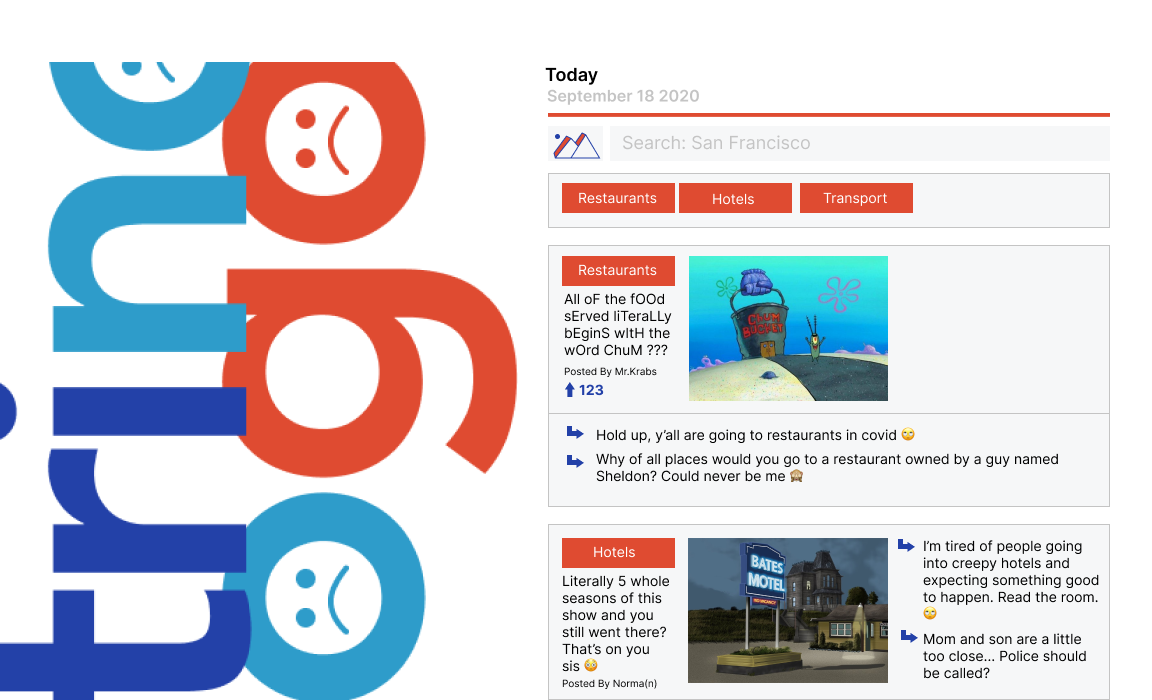 trino
ogo
Today
September 18 2020
Search: San Francisco
Restaurants
Hotels
Transport
Restaurants
All oF the fOOd
sErved liTeraLLy
bEginS wItH the
wOrd ChuM ???
Posted By Mr.Krabs
123
CHUM
BUCKET
Hold up, y’all are going to restaurants in covid 🙄
Why of all places would you go to a restaurant owned by a guy named
Sheldon? Could never be me 🙈
Hotels
Literally 5 whole
seasons of this
show and you
still went there?
That’s on you
sis 😳
Posted By Norma(n)
BATES
MOTEL
NO VACANCY
I’m tired of people going
into creepy hotels and
expecting something good
to happen. Read the room.
🙄
Mom and son are a little
too close... Police should
be called?